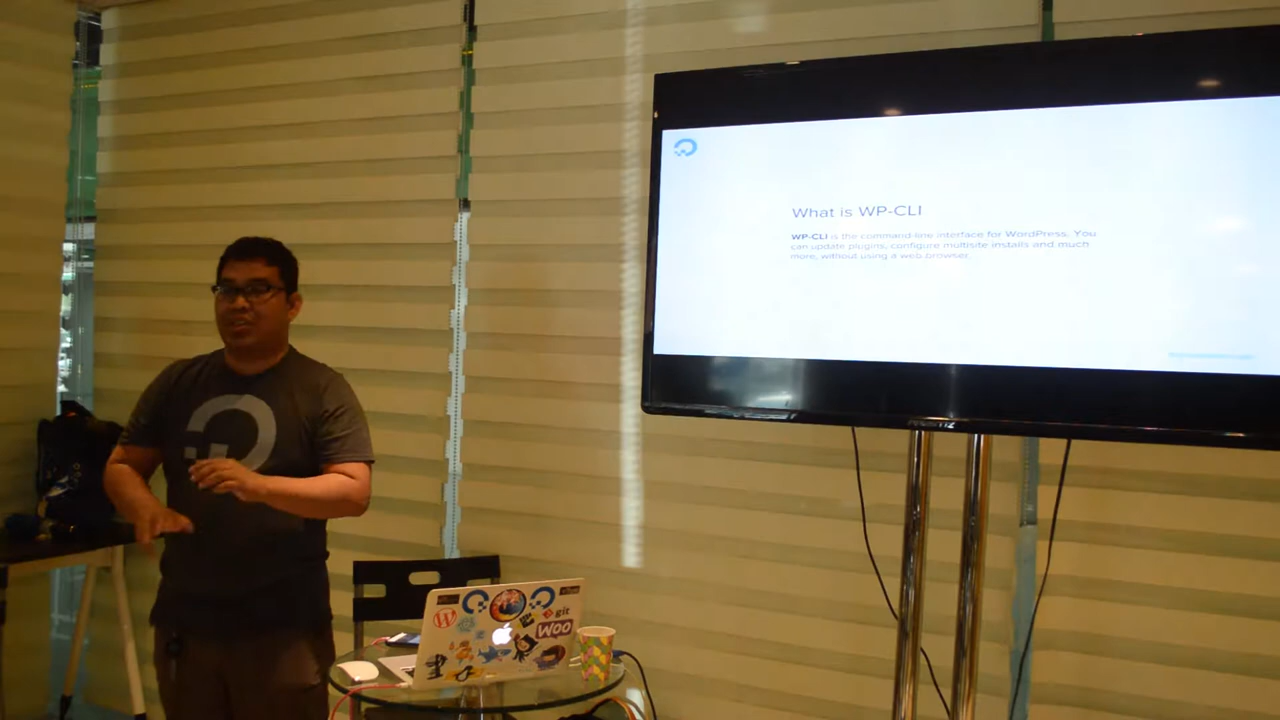 What is WP-CLI
WP-CLI is the command-line interface for WordPress. You
can update plugins, configure multisite installs and much
more, without using a web browser.
git
WOO